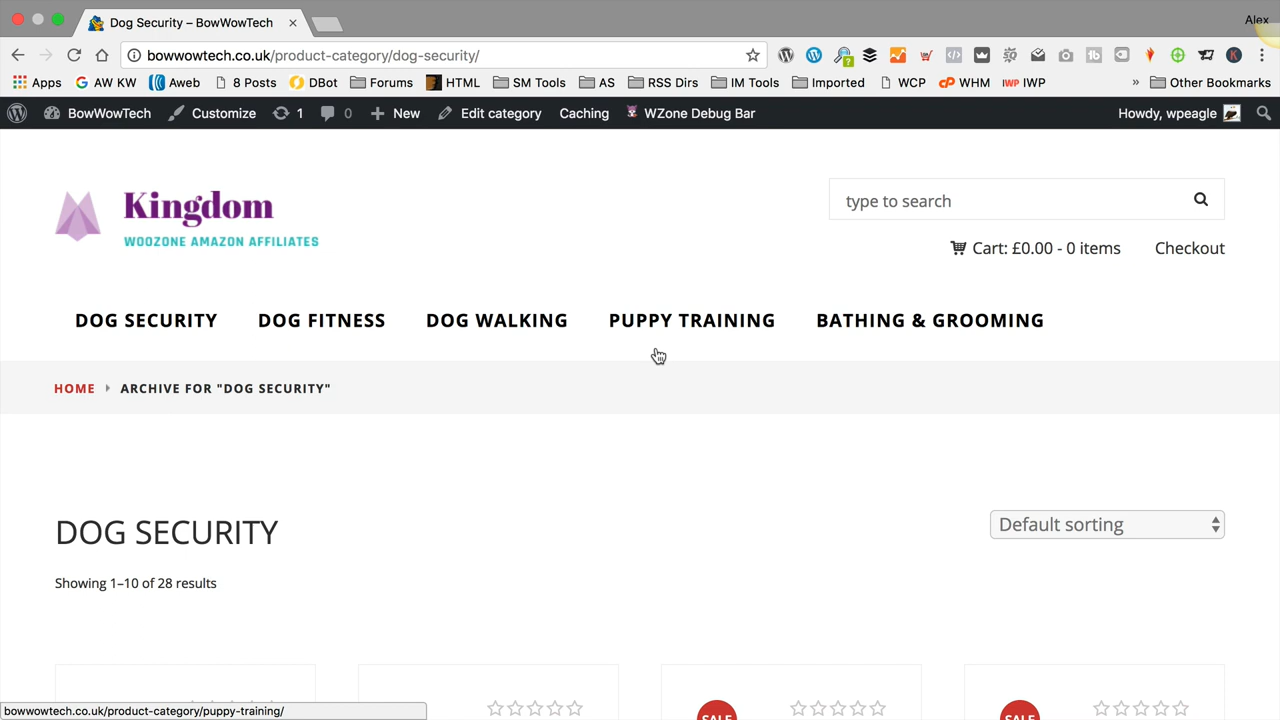 Dog Security – BowWowTech
Alex
bowwowtech.co.uk/product-category/dog-security/
Apps AW KW Aweb 8 Posts DBot Forums HTML SM Tools AS RSS Dirs IM Tools Imported WCP cP WHM IWP IWP » Other Bookmarks
BowWowTech Customize 1 0 New Edit category Caching WZone Debug Bar Howdy, wpeagle
Kingdom
WOOZONE AMAZON AFFILIATES
type to search
Cart: £0.00 - 0 items Checkout
DOG SECURITY DOG FITNESS DOG WALKING PUPPY TRAINING BATHING & GROOMING
HOME ARCHIVE FOR "DOG SECURITY"
DOG SECURITY
Default sorting
Showing 1–10 of 28 results
SALE SALE
bowwowtech.co.uk/product-category/puppy-training/